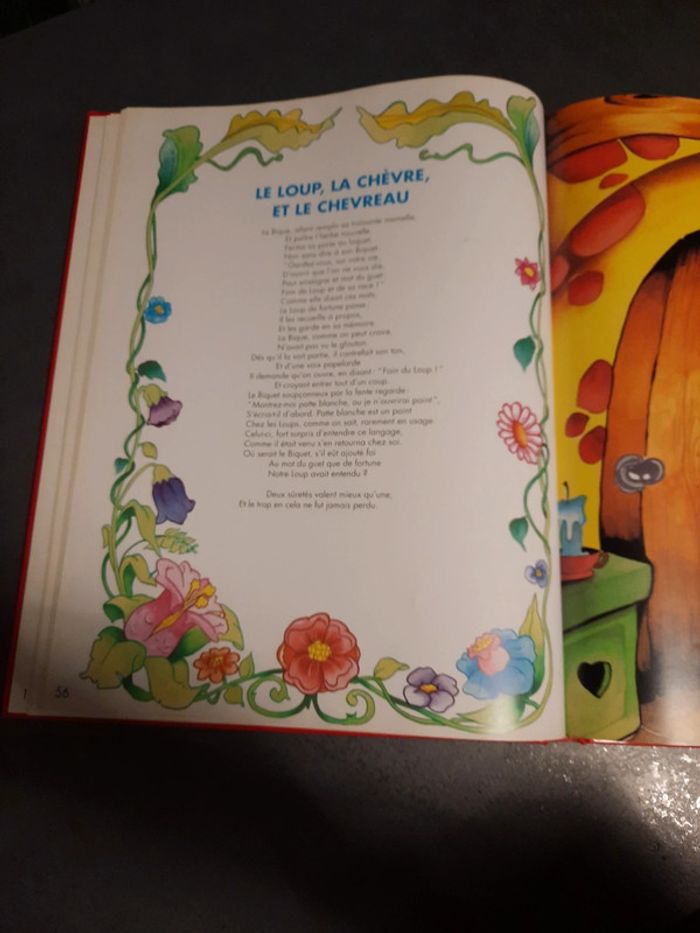 LE LOUP, LA CHÈVRE,
ET LE CHEVREAU
La Bique, allant remplir sa traînante mamelle,
Et paître l'herbe nouvelle,
Ferma sa porte au loquet,
Non sans dire à son Biquet :
"Gardez-vous, sur votre vie,
D'ouvrir que l'on ne vous die,
Pour enseigne et mot du guet :
Foin du Loup et de sa race !"
Comme elle disait ces mots,
Le Loup de fortune passe ;
Il les recueille à propos,
Et les garde en sa mémoire.
La Bique, comme on peut croire,
N'avait pas vu le glouton.
Dès qu'il la voit partie, il contrefait son ton,
Et d'une voix papelarde
Il demande qu'on ouvre, en disant : "Foin du Loup !"
Et croyant entrer tout d'un coup.
Le Biquet soupçonneux par la fente regarde :
"Montrez-moi patte blanche, ou je n'ouvrirai point",
S'écria-t-il d'abord. Patte blanche est un point
Chez les Loups, comme on sait, rarement en usage.
Celui-ci, fort surpris d'entendre ce langage,
Comme il était venu s'en retourna chez soi.
Où serait le Biquet, s'il eût ajouté foi
Au mot du guet que de fortune
Notre Loup avait entendu ?
Deux sûretés valent mieux qu'une,
Et le trop en cela ne fut jamais perdu.
56